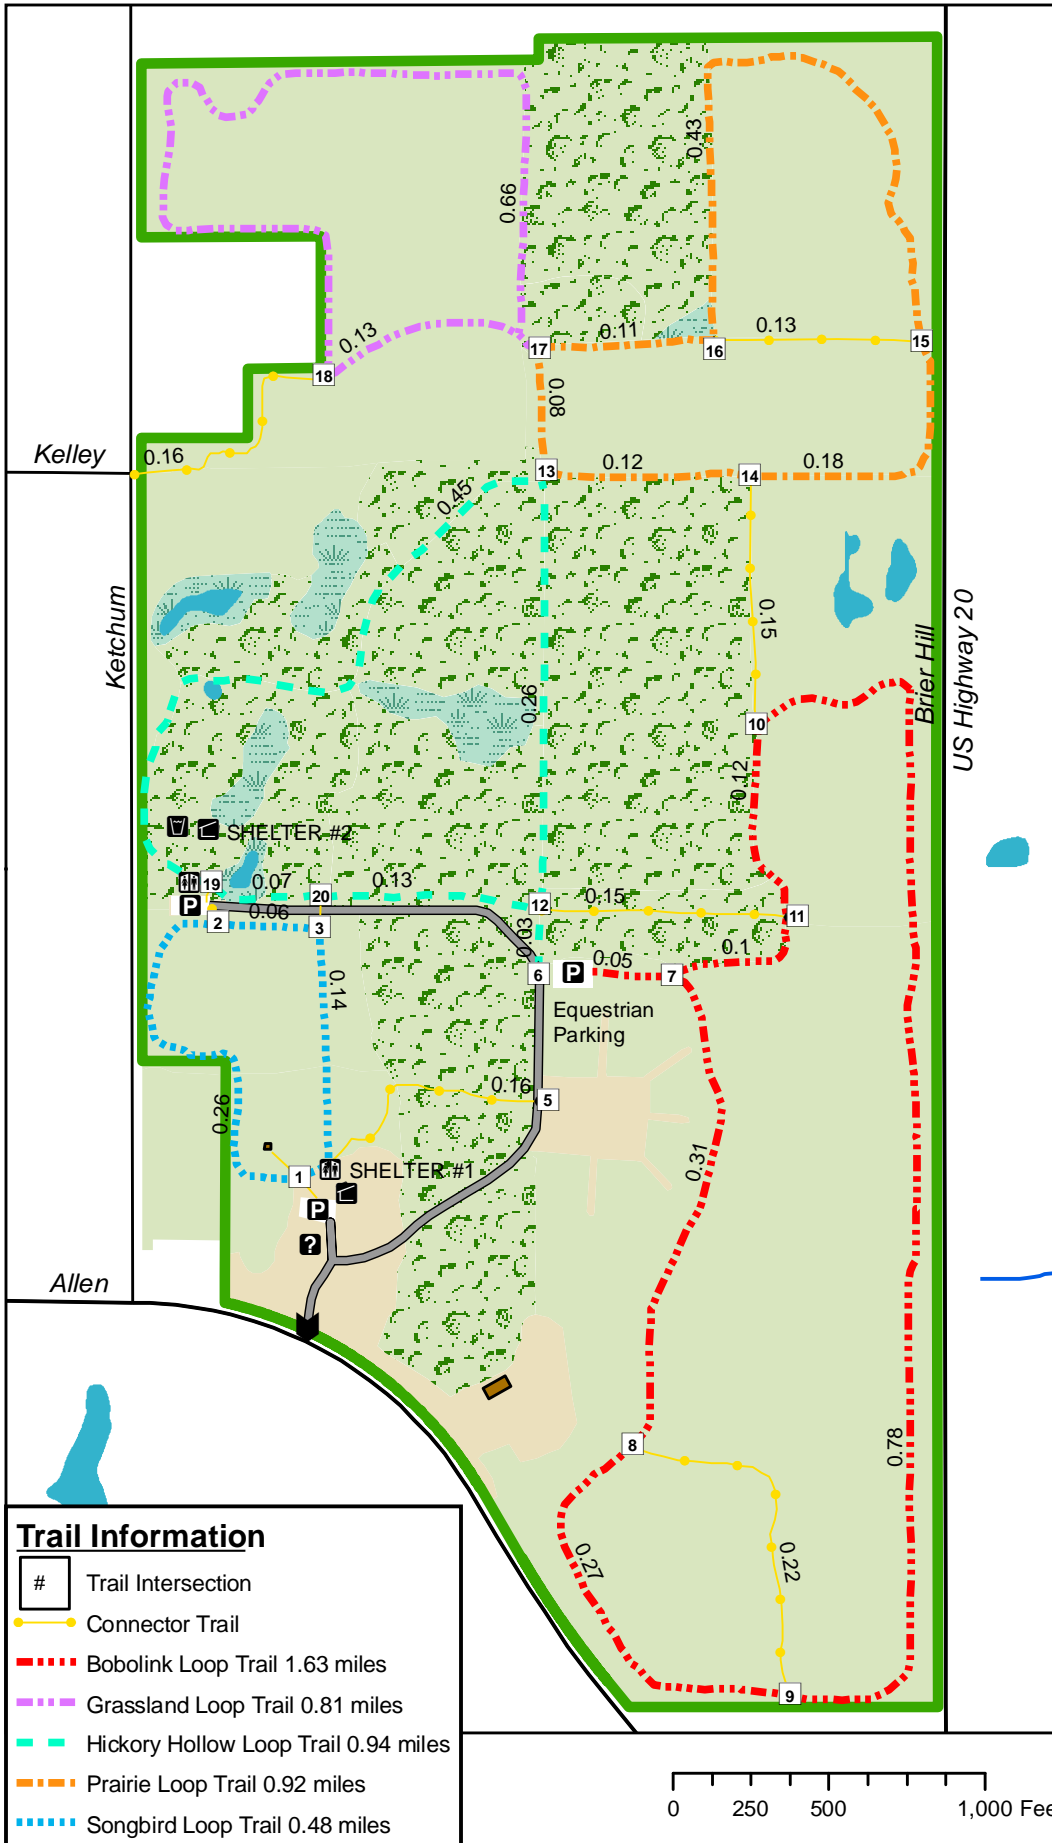 0.43
0.66
0.13
17
0.11
16
0.13
15
18
0.08
Kelley
0.16
13
0.12
14
0.18
0.45
Ketchum
0.15
Brier Hill
US Highway 20
0.26
10
0.12
SHELTER #2
19
0.07
20
0.13
P
0.06
12
0.15
11
2
3
0.03
0.1
6
P
0.05
7
0.14
Equestrian
Parking
0.16
5
0.26
0.31
SHELTER #1
1
P
?
Allen
8
0.78
0.27
0.22
9
Trail Information
# Trail Intersection
Connector Trail
Bobolink Loop Trail 1.63 miles
Grassland Loop Trail 0.81 miles
Hickory Hollow Loop Trail 0.94 miles
Prairie Loop Trail 0.92 miles
Songbird Loop Trail 0.48 miles
0 250 500 1,000 Fee